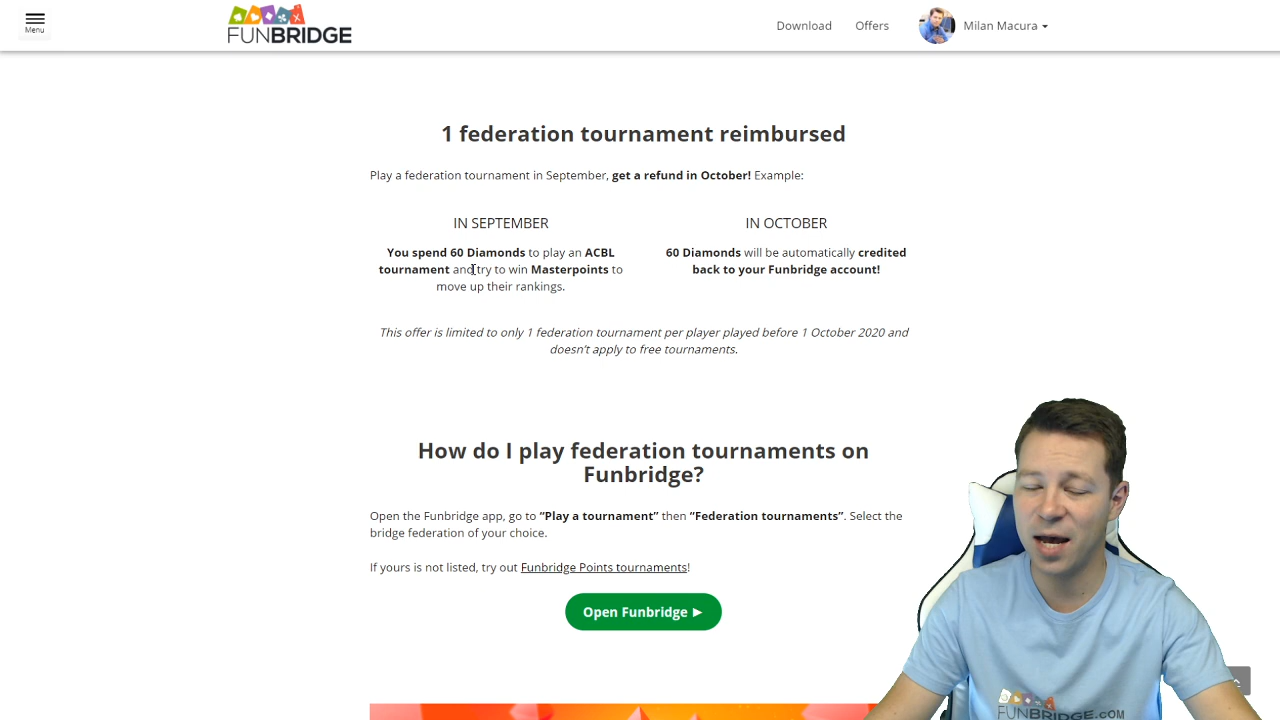 Menu
FUNBRIDGE
Download
Offers
Milan Macura
1 federation tournament reimbursed
Play a federation tournament in September, get a refund in October! Example:
IN SEPTEMBER
You spend 60 Diamonds to play an ACBL
tournament and try to win Masterpoints to
move up their rankings.
IN OCTOBER
60 Diamonds will be automatically credited
back to your Funbridge account!
This offer is limited to only 1 federation tournament per player played before 1 October 2020 and
doesn’t apply to free tournaments.
How do I play federation tournaments on
Funbridge?
Open the Funbridge app, go to “Play a tournament” then “Federation tournaments”. Select the
bridge federation of your choice.
If yours is not listed, try out Funbridge Points tournaments!
Open Funbridge ►
FUNBRIDGE.COM